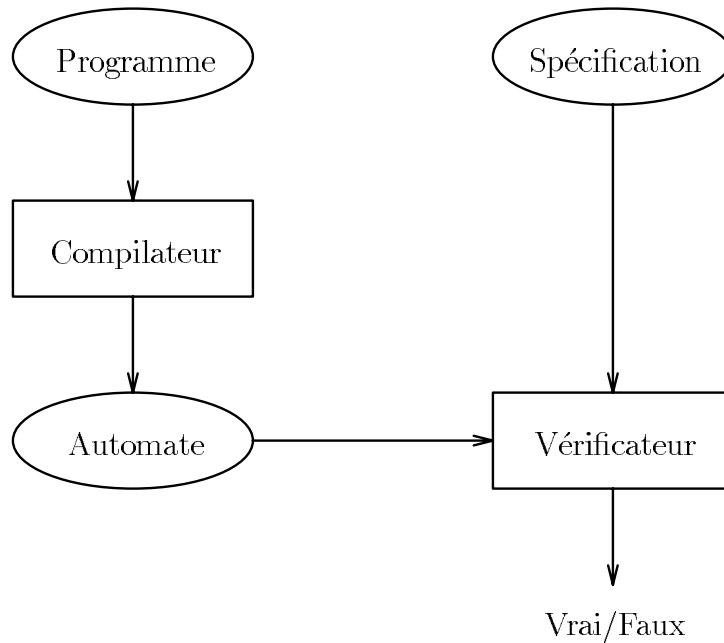 Programme
Spécification
Compilateur
Automate
Vérificateur
Vrai/Faux